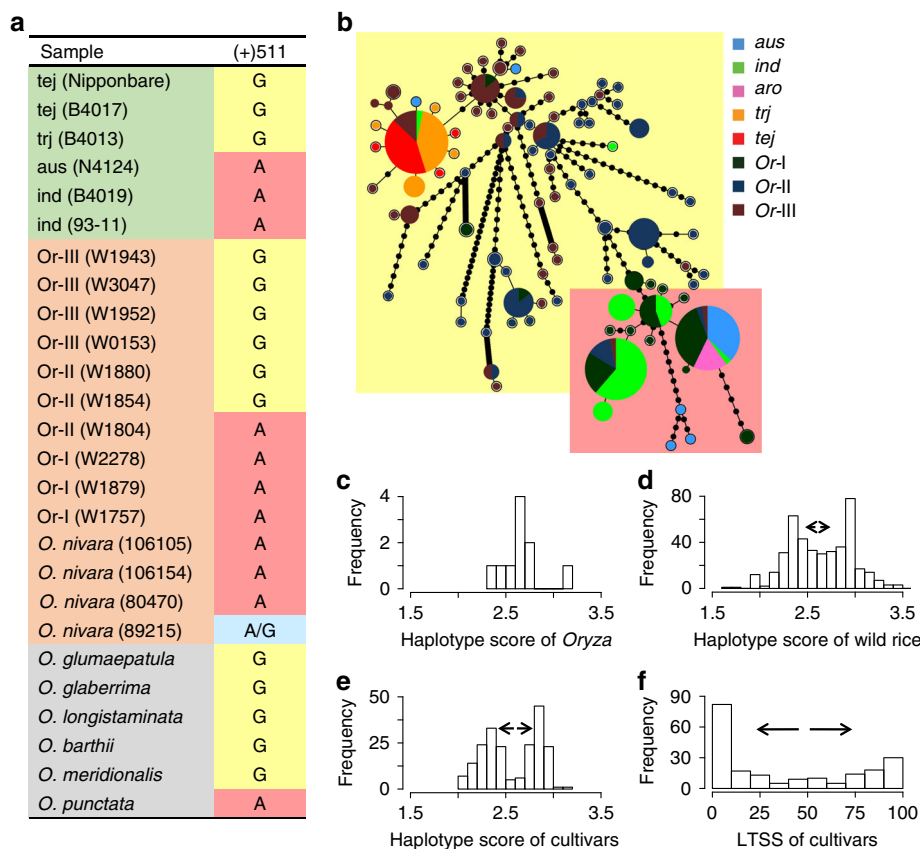 a
Sample (+)511
tej (Nipponbare) G
tej (B4017) G
trj (B4013) G
aus (N4124) A
ind (B4019) A
ind (93-11) A
Or-III (W1943) G
Or-III (W3047) G
Or-III (W1952) G
Or-III (W0153) G
Or-II (W1880) G
Or-II (W1854) G
Or-II (W1804) A
Or-I (W2278) A
Or-I (W1879) A
Or-I (W1757) A
O. nivara (106105) A
O. nivara (106154) A
O. nivara (80470) A
O. nivara (89215) A/G
O. glumaepatula G
O. glaberrima G
O. longistaminata G
O. barthii G
O. meridionalis G
O. punctata A
b
aus
ind
aro
trj
tej
Or-I
Or-II
Or-III
c
Frequency
4
2
0
1.5 2.5 3.5
Haplotype score of Oryza
d
Frequency
80
40
0
1.5 2.5 3.5
Haplotype score of wild rice
e
Frequency
50
25
0
1.5 2.5 3.5
Haplotype score of cultivars
f
Frequency
90
60
30
0
0 25 50 75 100
LTSS of cultivars